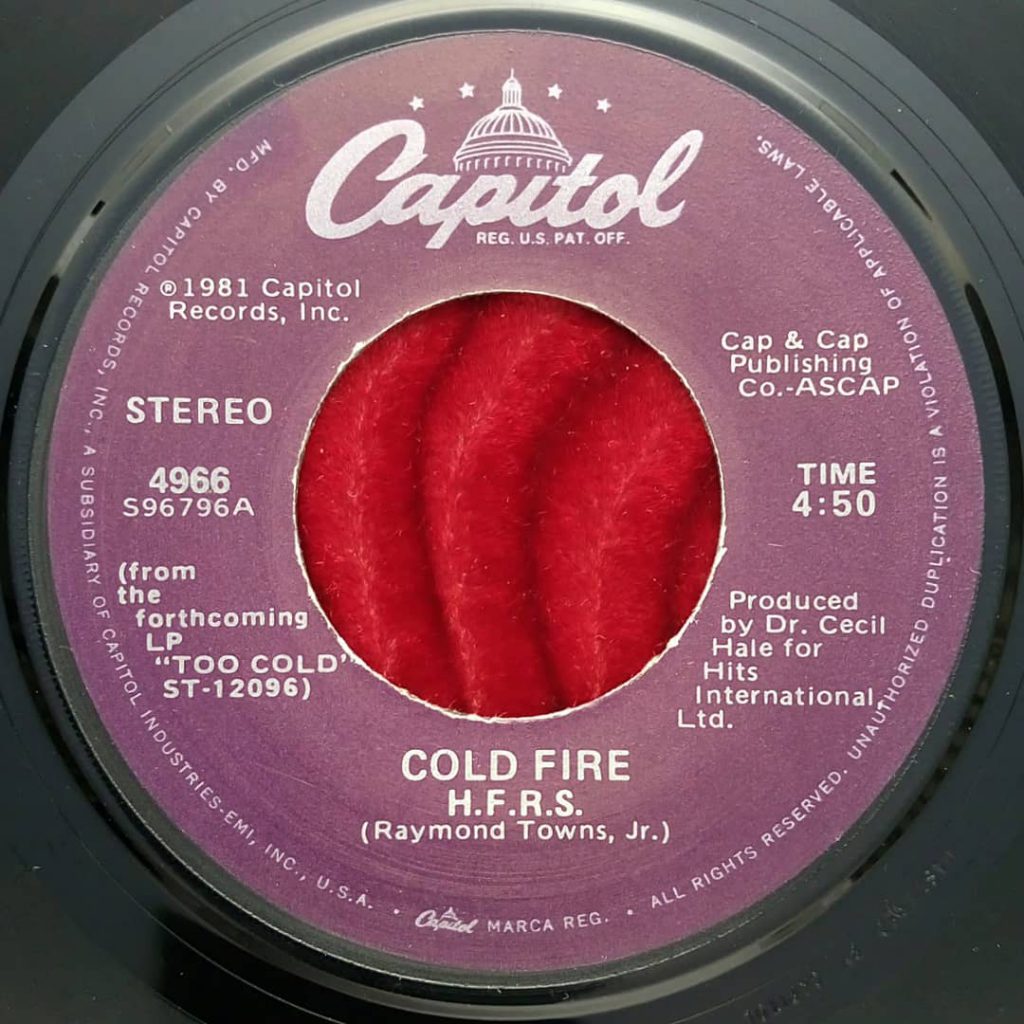 Capitol
REG. U.S. PAT. OFF.
℗1981 Capitol
Records, Inc.
STEREO
4966
S96796A
(from
the
forthcoming
LP
"TOO COLD"
ST-12096)
Cap & Cap
Publishing
Co.-ASCAP
TIME
4:50
Produced
by Dr. Cecil
Hale for
Hits
International,
Ltd.
COLD FIRE
H.F.R.S.
(Raymond Towns, Jr.)
MFD. BY CAPITOL RECORDS, INC., A SUBSIDIARY OF CAPITOL INDUSTRIES-EMI, INC., U.S.A. • Capitol MARCA REG. • ALL RIGHTS RESERVED. UNAUTHORIZED DUPLICATION IS A VIOLATION OF APPLICABLE LAWS.